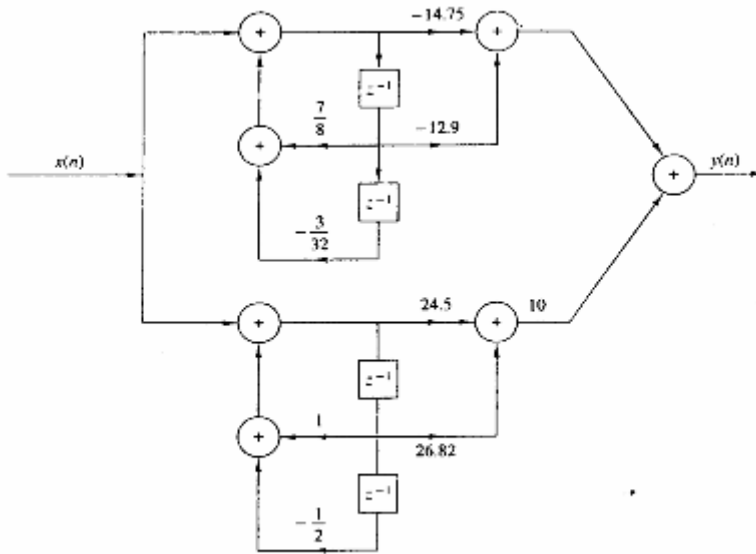 -14.75
+
+
z⁻¹
7/8
-12.9
+
x(n)
y(n)
+
z⁻¹
-3/32
24.5
10
+
+
z⁻¹
1
+
26.82
z⁻¹
-1/2